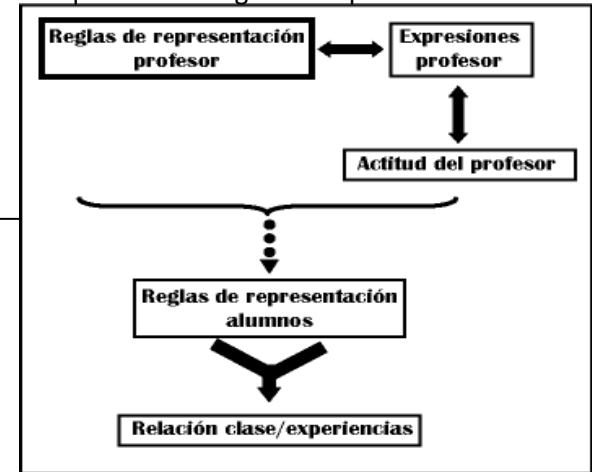 Reglas de representación
profesor
Expresiones
profesor
Actitud del profesor
Reglas de representación
alumnos
Relación clase/experiencias